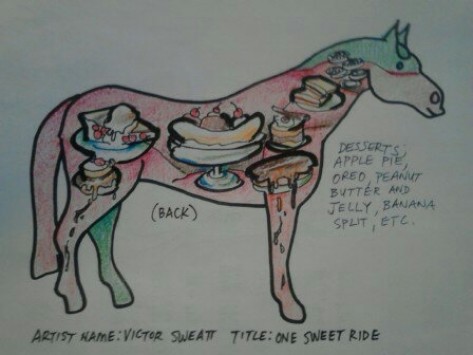 DESSERTS;
APPLE PIE,
OREO, PEANUT
BUTTER AND
JELLY, BANANA
SPLIT, ETC.
(BACK)
ARTIST NAME: VICTOR SWEATT TITLE: ONE SWEET RIDE